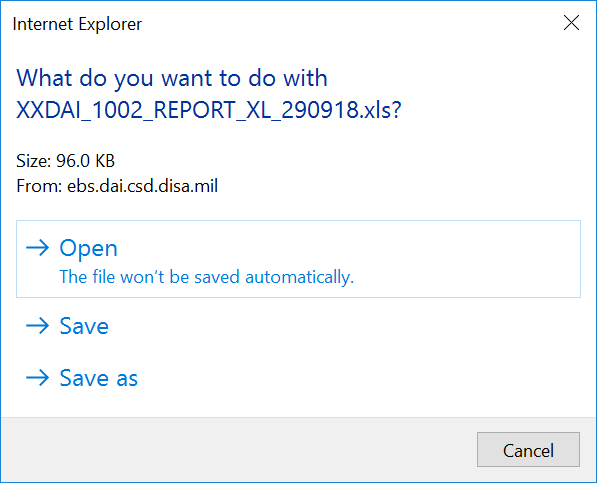 Internet Explorer
What do you want to do with
XXDAI_1002_REPORT_XL_290918.xls?
Size: 96.0 KB
From: ebs.dai.csd.disa.mil
Open
The file won't be saved automatically.
Save
Save as
Cancel